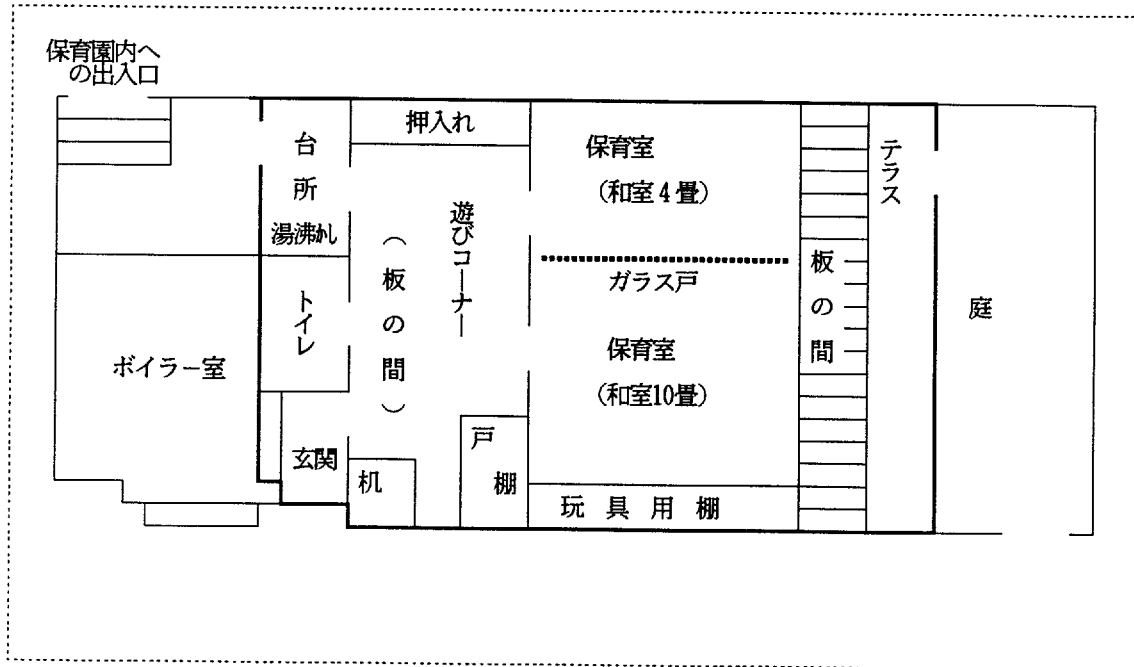 保育園内へ
の出入口
台所
湯沸かし
押入れ
保育室
（和室４畳）
テラス
遊びコーナー
（板の間）
ガラス戸
板の間
庭
トイレ
ボイラー室
保育室
（和室10畳）
玄関
机
戸棚
玩具用棚